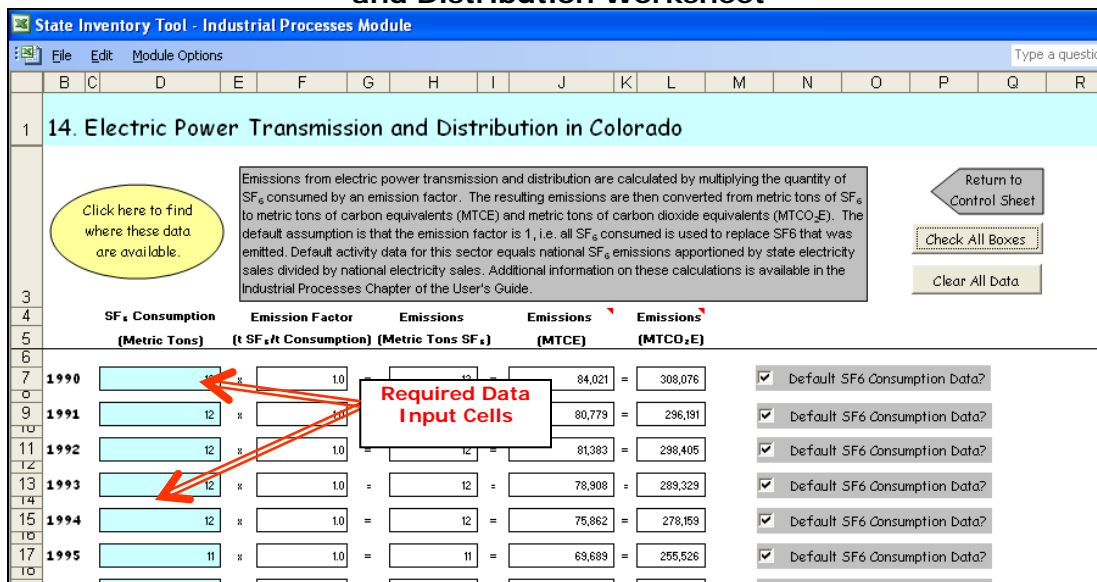 and Distribution Worksheet
State Inventory Tool - Industrial Processes Module
File Edit Module Options Type a questio
B C D E F G H I J K L M N O P Q R
1 14. Electric Power Transmission and Distribution in Colorado
Click here to find
where these data
are available.
Emissions from electric power transmission and distribution are calculated by multiplying the quantity of
SF₆ consumed by an emission factor. The resulting emissions are then converted from metric tons of SF₆
to metric tons of carbon equivalents (MTCE) and metric tons of carbon dioxide equivalents (MTCO₂E). The
default assumption is that the emission factor is 1, i.e. all SF₆ consumed is used to replace SF6 that was
emitted. Default activity data for this sector equals national SF₆ emissions apportioned by state electricity
sales divided by national electricity sales. Additional information on these calculations is available in the
Industrial Processes Chapter of the User's Guide.
Return to
Control Sheet
Check All Boxes
Clear All Data
3
4 SF₆ Consumption Emission Factor Emissions Emissions Emissions
5 (Metric Tons) (t SF₆/t Consumption) (Metric Tons SF₆) (MTCE) (MTCO₂E)
6
7 1990 x 1.0 = 84,021 = 308,076 Default SF6 Consumption Data?
Required Data
Input Cells
9 1991 12 x 1.0 80,779 = 296,191 Default SF6 Consumption Data?
11 1992 12 x 1.0 = 12 = 81,383 = 298,405 Default SF6 Consumption Data?
13 1993 12 x 1.0 = 12 = 78,908 = 289,329 Default SF6 Consumption Data?
15 1994 12 x 1.0 = 12 = 75,862 = 278,159 Default SF6 Consumption Data?
17 1995 11 x 1.0 = 11 = 69,689 = 255,526 Default SF6 Consumption Data?